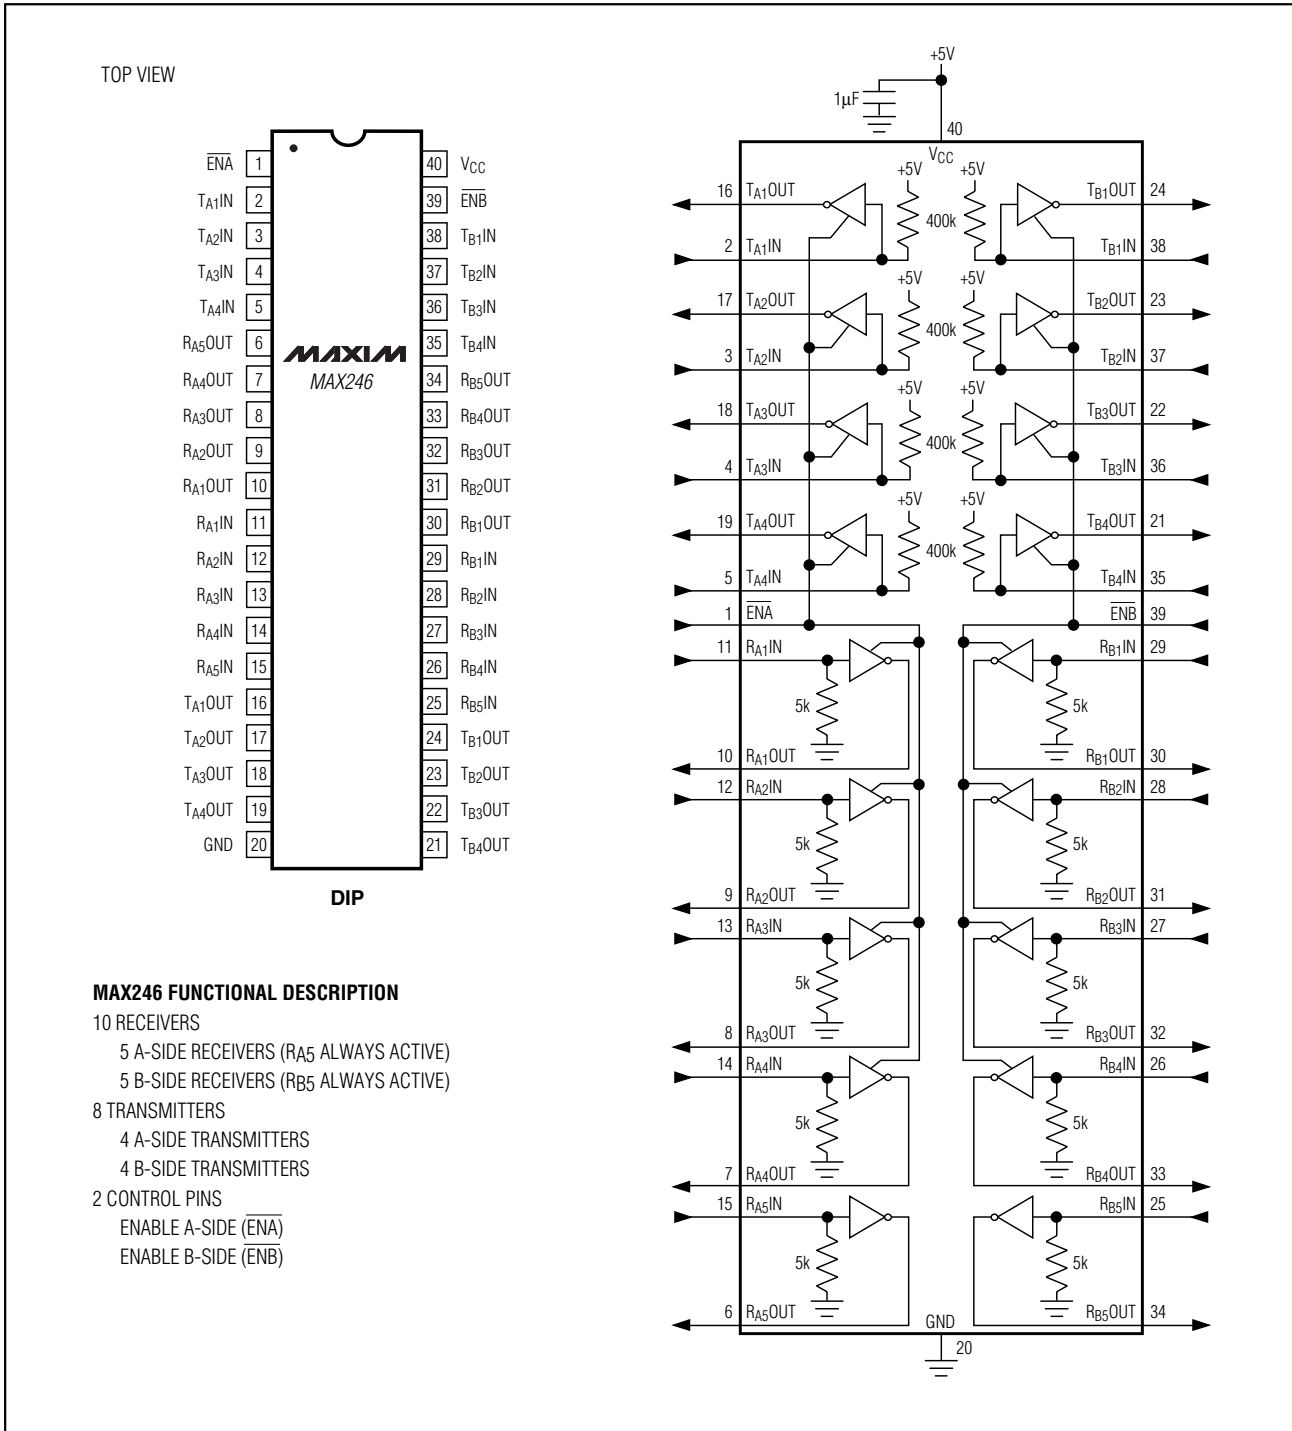 TOP VIEW
ENA 1
TA1IN 2
TA2IN 3
TA3IN 4
TA4IN 5
RA5OUT 6
RA4OUT 7
RA3OUT 8
RA2OUT 9
RA1OUT 10
RA1IN 11
RA2IN 12
RA3IN 13
RA4IN 14
RA5IN 15
TA1OUT 16
TA2OUT 17
TA3OUT 18
TA4OUT 19
GND 20
MAXIM
MAX246
40 VCC
39 ENB
38 TB1IN
37 TB2IN
36 TB3IN
35 TB4IN
34 RB5OUT
33 RB4OUT
32 RB3OUT
31 RB2OUT
30 RB1OUT
29 RB1IN
28 RB2IN
27 RB3IN
26 RB4IN
25 RB5IN
24 TB1OUT
23 TB2OUT
22 TB3OUT
21 TB4OUT
DIP
MAX246 FUNCTIONAL DESCRIPTION
10 RECEIVERS
5 A-SIDE RECEIVERS (RA5 ALWAYS ACTIVE)
5 B-SIDE RECEIVERS (RB5 ALWAYS ACTIVE)
8 TRANSMITTERS
4 A-SIDE TRANSMITTERS
4 B-SIDE TRANSMITTERS
2 CONTROL PINS
ENABLE A-SIDE (ENA)
ENABLE B-SIDE (ENB)
+5V
1µF
40
VCC
+5V +5V
16 TA1OUT TB1OUT 24
400k
2 TA1IN TB1IN 38
+5V +5V
17 TA2OUT TB2OUT 23
400k
3 TA2IN TB2IN 37
+5V +5V
18 TA3OUT TB3OUT 22
400k
4 TA3IN TB3IN 36
+5V +5V
19 TA4OUT TB4OUT 21
400k
5 TA4IN TB4IN 35
1 ENA ENB 39
11 RA1IN RB1IN 29
5k 5k
10 RA1OUT RB1OUT 30
12 RA2IN RB2IN 28
5k 5k
9 RA2OUT RB2OUT 31
13 RA3IN RB3IN 27
5k 5k
8 RA3OUT RB3OUT 32
14 RA4IN RB4IN 26
5k 5k
7 RA4OUT RB4OUT 33
15 RA5IN RB5IN 25
5k 5k
6 RA5OUT RB5OUT 34
GND
20